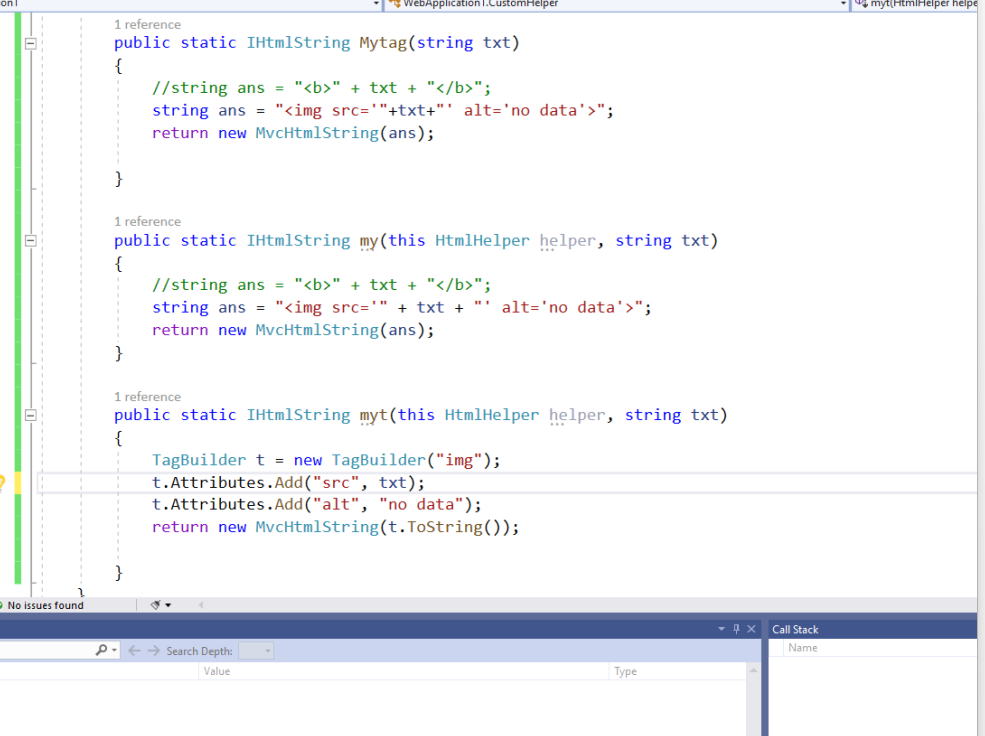 on1 WebApplication1.CustomHelper myt(HtmlHelper helpe
1 reference
public static IHtmlString Mytag(string txt)
{
//string ans = "<b>" + txt + "</b>";
string ans = "<img src='"+txt+"' alt='no data'>";
return new MvcHtmlString(ans);
}
1 reference
public static IHtmlString my(this HtmlHelper helper, string txt)
{
//string ans = "<b>" + txt + "</b>";
string ans = "<img src='" + txt + "' alt='no data'>";
return new MvcHtmlString(ans);
}
1 reference
public static IHtmlString myt(this HtmlHelper helper, string txt)
{
TagBuilder t = new TagBuilder("img");
t.Attributes.Add("src", txt);
t.Attributes.Add("alt", "no data");
return new MvcHtmlString(t.ToString());
}
}
No issues found
Call Stack
Search Depth:
Name
Value Type